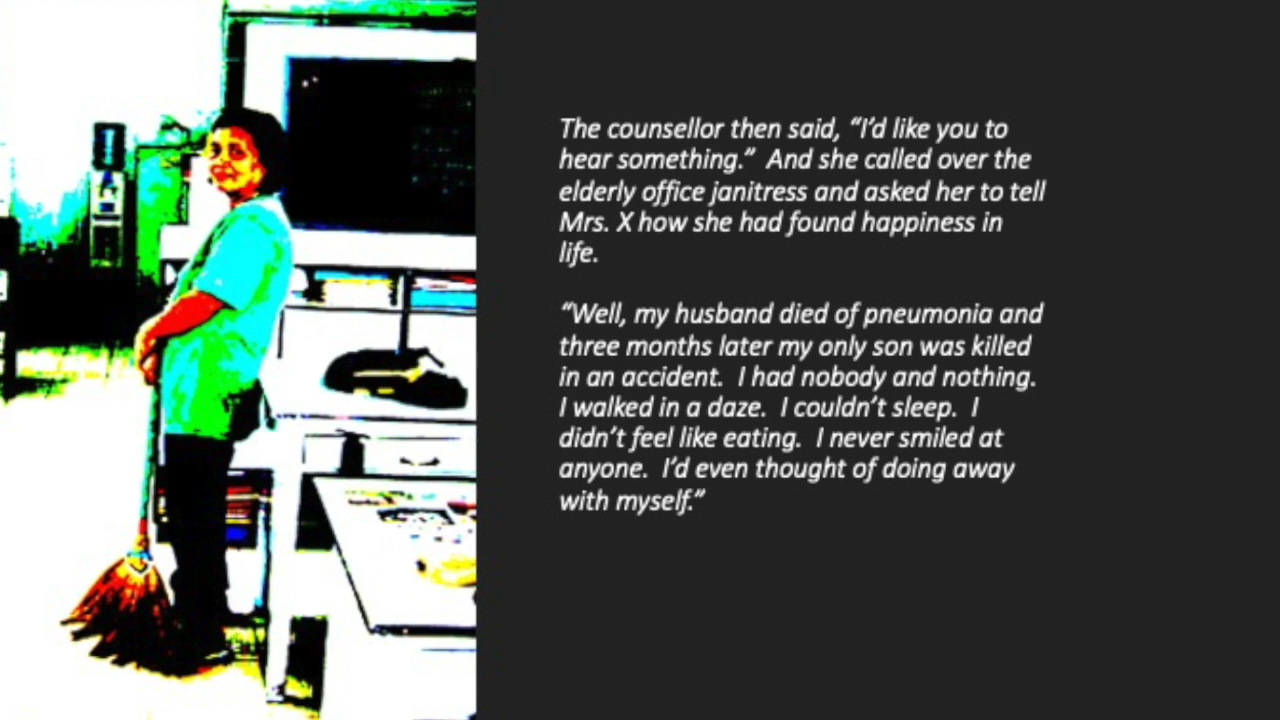 The counsellor then said, “I’d like you to
hear something.”  And she called over the
elderly office janitress and asked her to tell
Mrs. X how she had found happiness in
life.
“Well, my husband died of pneumonia and
three months later my only son was killed
in an accident.  I had nobody and nothing.
I walked in a daze.  I couldn’t sleep.  I
didn’t feel like eating.  I never smiled at
anyone.  I’d even thought of doing away
with myself.”